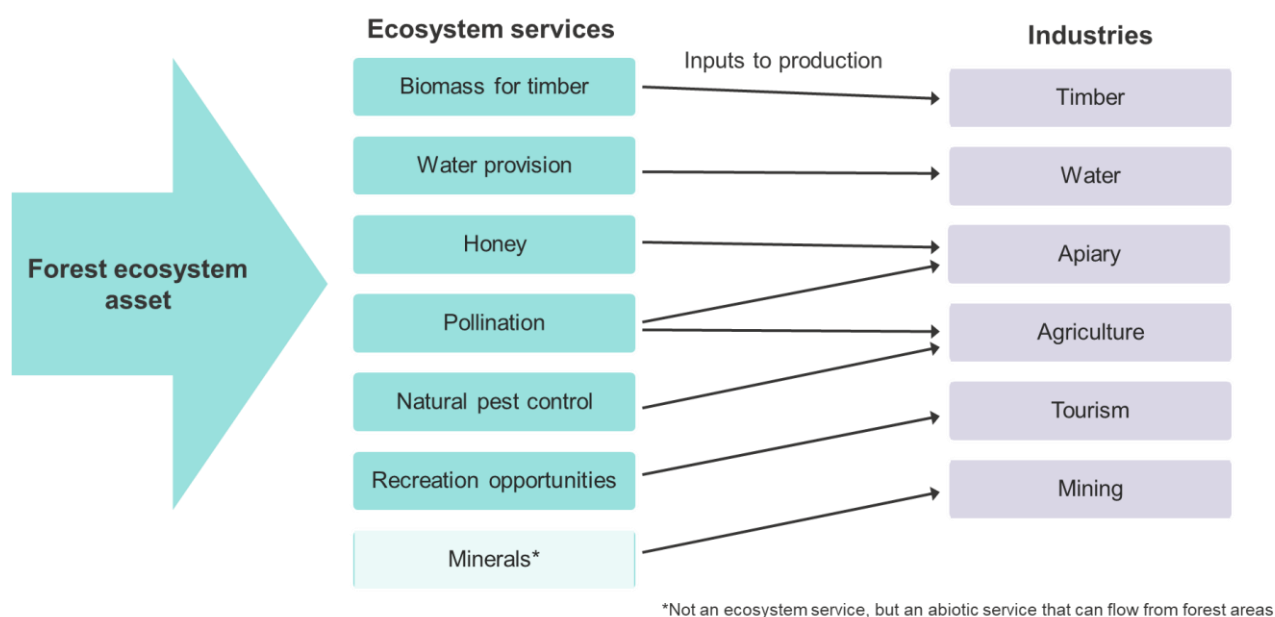 Ecosystem services
Industries
Inputs to production
Forest ecosystem
asset
Biomass for timber
Water provision
Honey
Pollination
Natural pest control
Recreation opportunities
Minerals*
Timber
Water
Apiary
Agriculture
Tourism
Mining
*Not an ecosystem service, but an abiotic service that can flow from forest areas